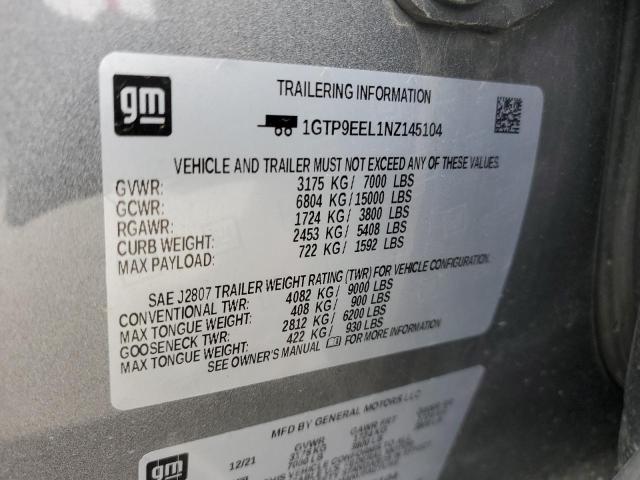 gm
TRAILERING INFORMATION
1GTP9EEL1NZ145104
VEHICLE AND TRAILER MUST NOT EXCEED ANY OF THESE VALUES.
GVWR: 3175 KG / 7000 LBS
GCWR: 6804 KG / 15000 LBS
RGAWR: 1724 KG / 3800 LBS
CURB WEIGHT: 2453 KG / 5408 LBS
MAX PAYLOAD: 722 KG / 1592 LBS
SAE J2807 TRAILER WEIGHT RATING (TWR) FOR VEHICLE CONFIGURATION.
CONVENTIONAL TWR: 4082 KG / 9000 LBS
MAX TONGUE WEIGHT: 408 KG / 900 LBS
GOOSENECK TWR: 2812 KG / 6200 LBS
MAX TONGUE WEIGHT: 422 KG / 930 LBS
SEE OWNER'S MANUAL FOR MORE INFORMATION.
gm
MFD BY GENERAL MOTORS LLC
12/21 GVWR GAWR FRT